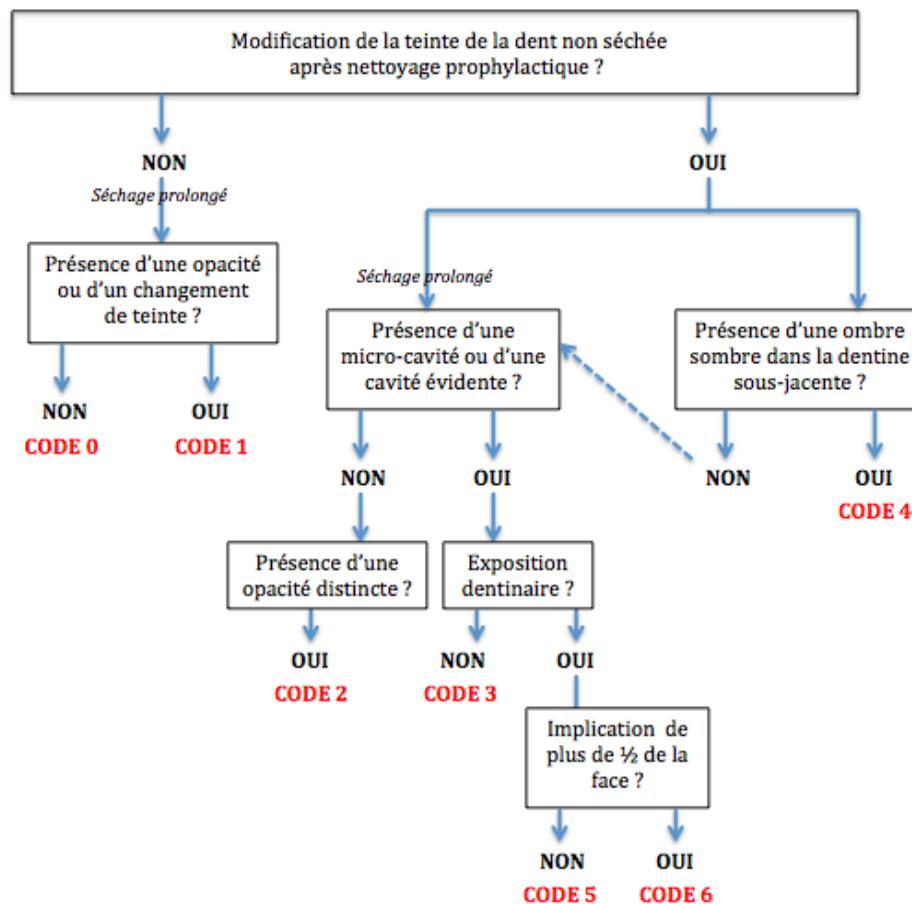 Modification de la teinte de la dent non séchée
après nettoyage prophylactique ?
NON
OUI
Séchage prolongé
Présence d'une opacité
ou d'un changement
de teinte ?
Séchage prolongé
Présence d'une
micro-cavité ou d'une
cavité évidente ?
Présence d'une ombre
sombre dans la dentine
sous-jacente ?
NON
OUI
CODE 0
CODE 1
NON
OUI
NON
OUI
CODE 4
Présence d'une
opacité distincte ?
Exposition
dentinaire ?
OUI
NON
OUI
CODE 2
CODE 3
Implication de
plus de ½ de la
face ?
NON
OUI
CODE 5
CODE 6